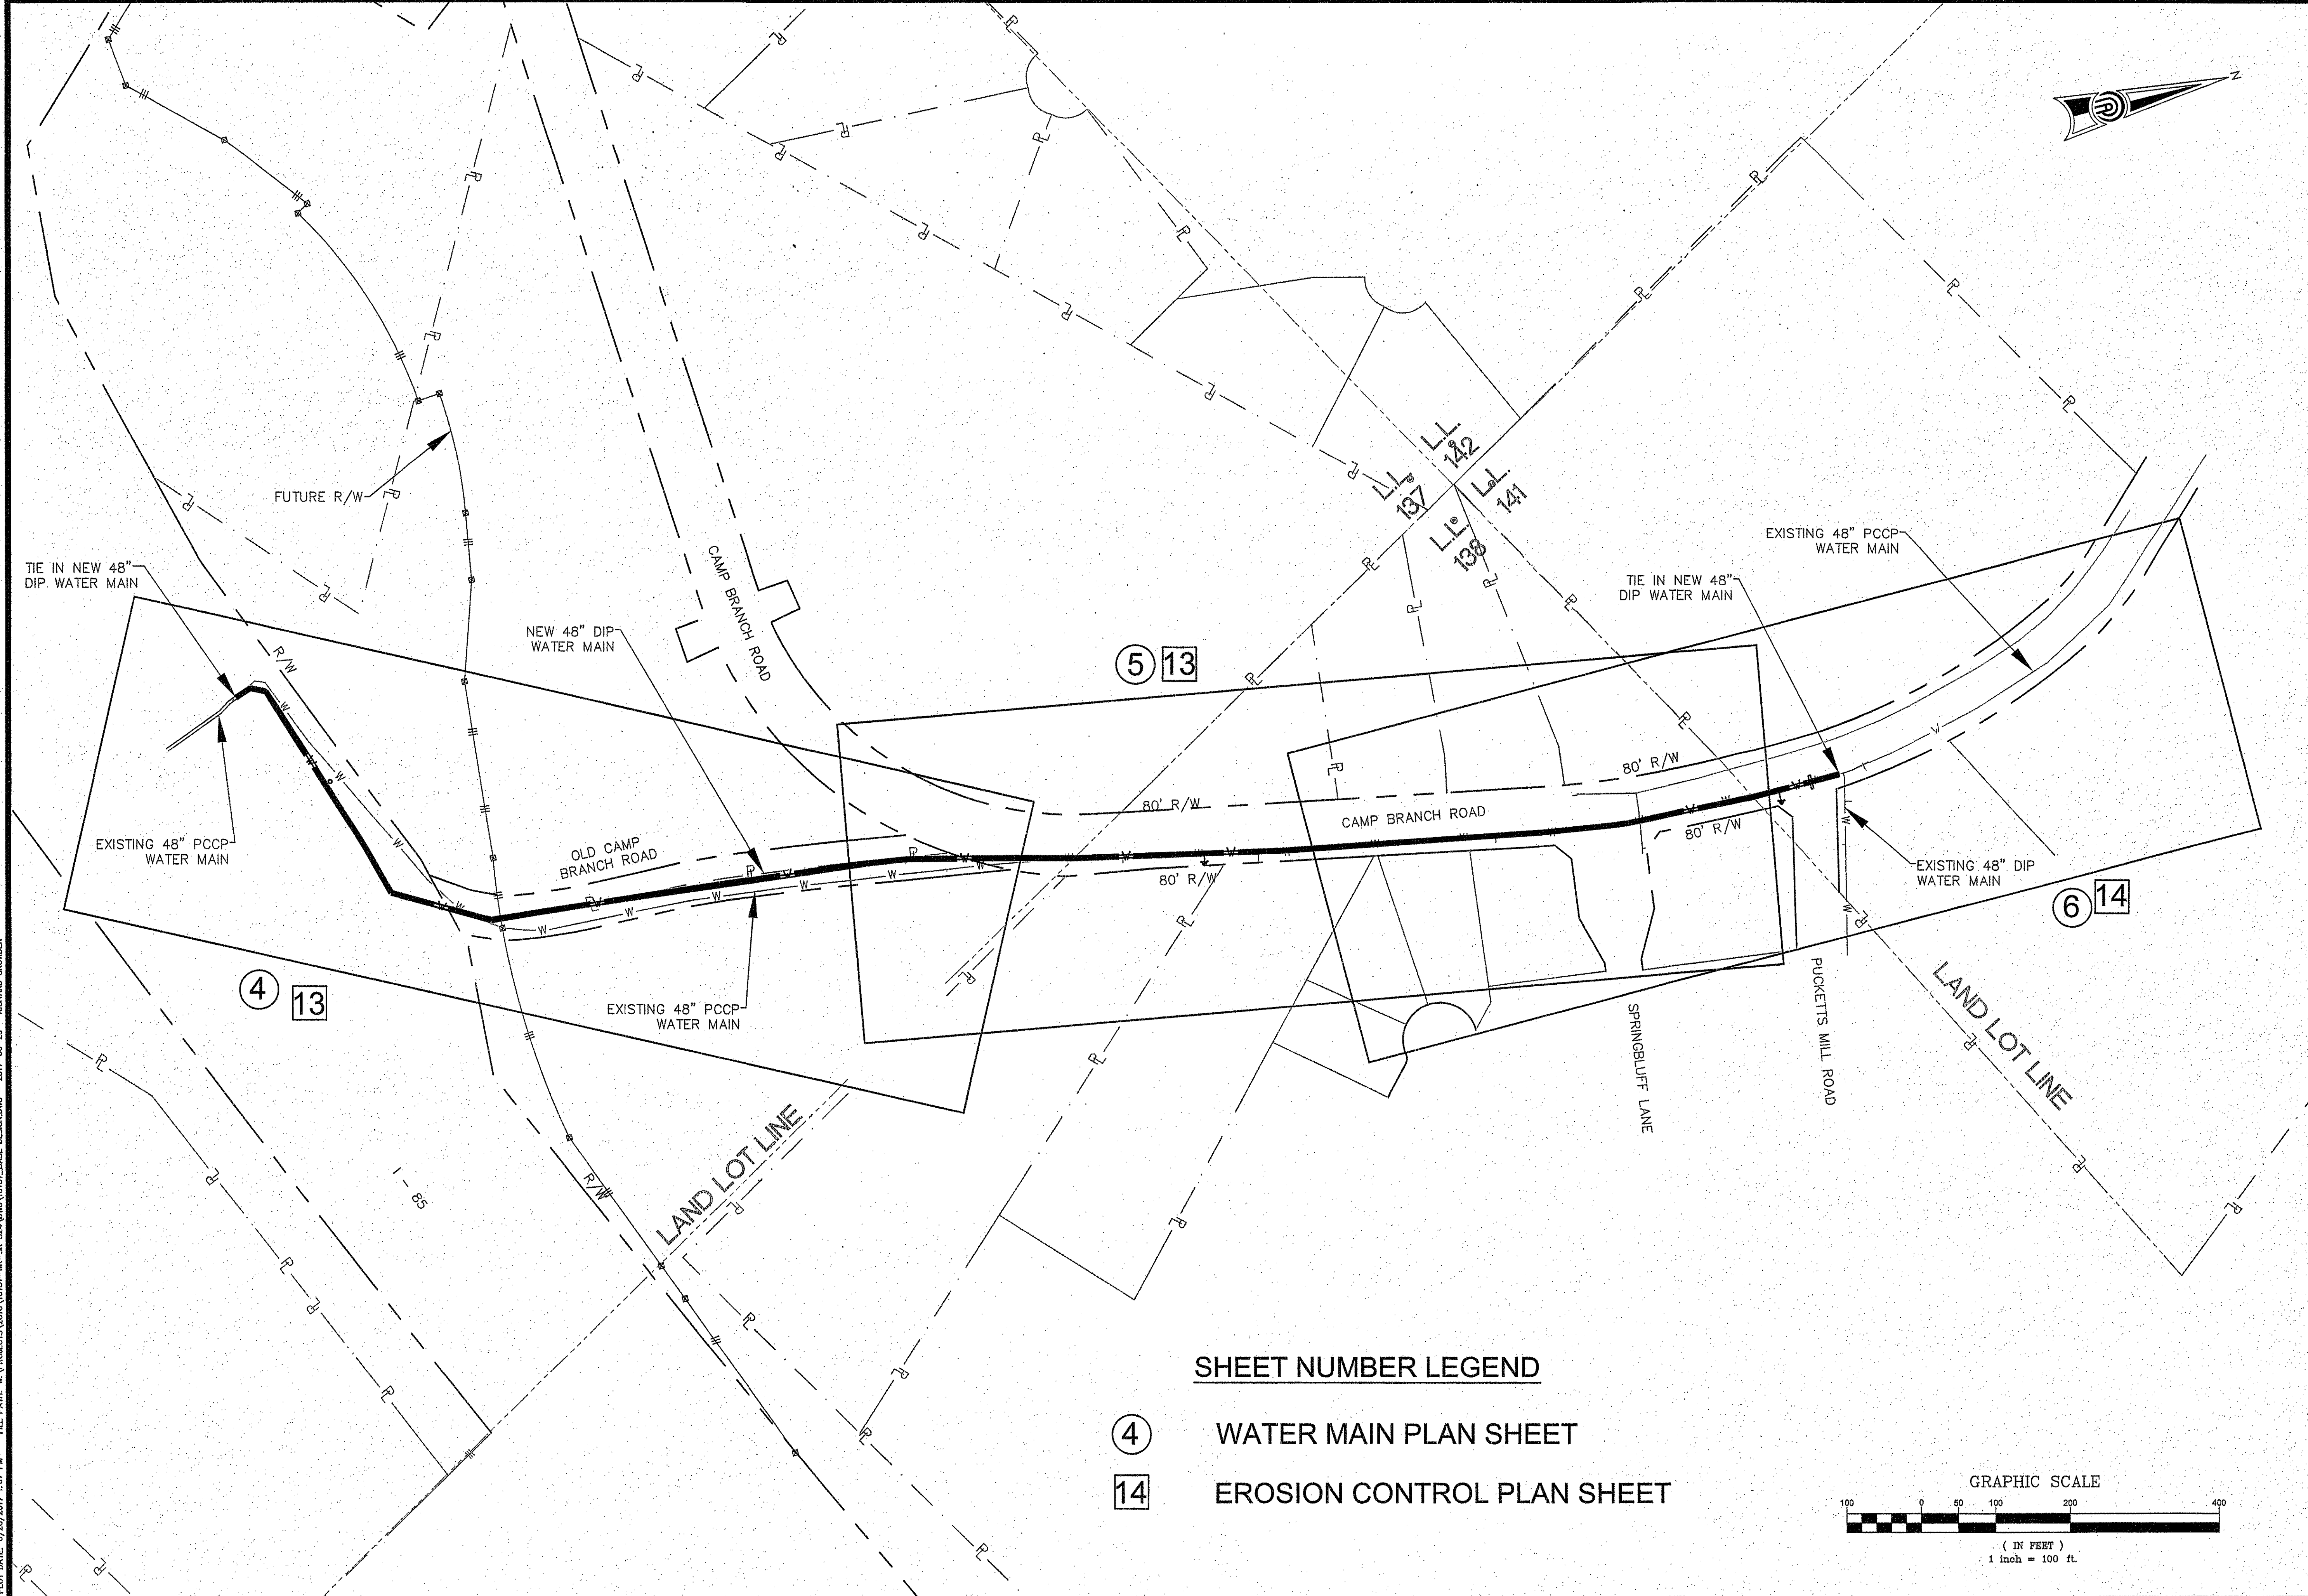 N
FUTURE R/W
TIE IN NEW 48"
DIP WATER MAIN
R/W
EXISTING 48" PCCP
WATER MAIN
NEW 48" DIP
WATER MAIN
CAMP BRANCH ROAD
OLD CAMP
BRANCH ROAD
EXISTING 48" PCCP
WATER MAIN
4
13
5
13
L.L.
137
L.L.
142
L.L.
141
L.L.
138
80' R/W
80' R/W
CAMP BRANCH ROAD
80' R/W
80' R/W
TIE IN NEW 48"
DIP WATER MAIN
EXISTING 48" PCCP
WATER MAIN
EXISTING 48" DIP
WATER MAIN
6
14
SPRINGBLUFF LANE
PUCKETTS MILL ROAD
LAND LOT LINE
LAND LOT LINE
R/W
I - 85
SHEET NUMBER LEGEND
4 WATER MAIN PLAN SHEET
14 EROSION CONTROL PLAN SHEET
GRAPHIC SCALE
100 0 50 100 200 400
( IN FEET )
1 inch = 100 ft.